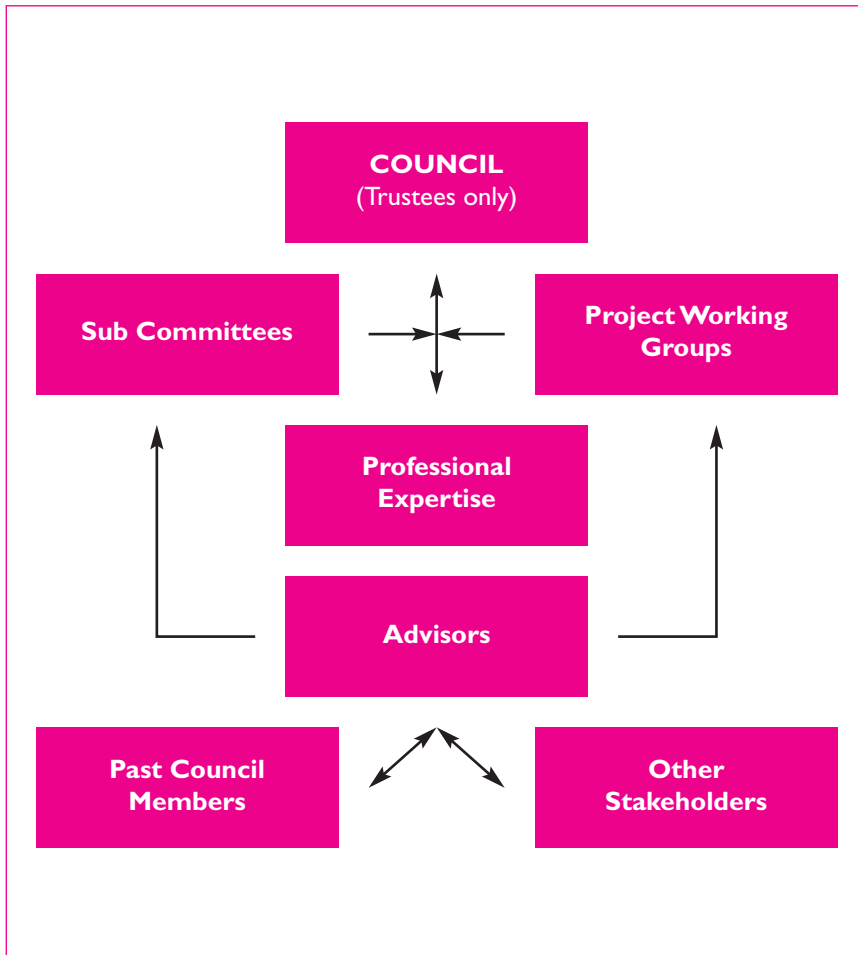 COUNCIL
(Trustees only)
Sub Committees
Project Working
Groups
Professional
Expertise
Advisors
Past Council
Members
Other
Stakeholders